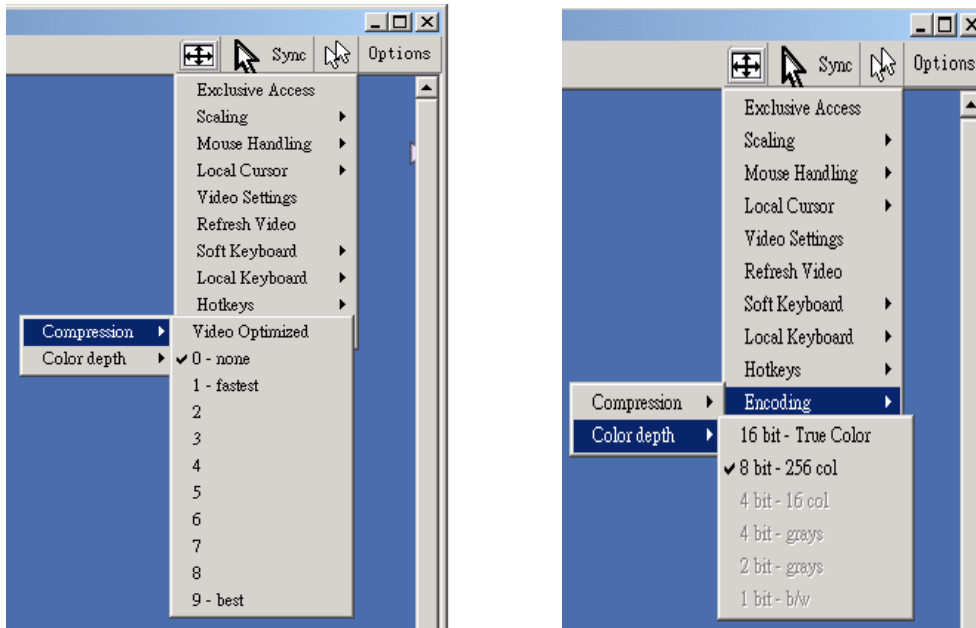 Sync Options
Exclusive Access
Scaling
Mouse Handling
Local Cursor
Video Settings
Refresh Video
Soft Keyboard
Local Keyboard
Hotkeys
Compression
Color depth
Video Optimized
0 - none
1 - fastest
2
3
4
5
6
7
8
9 - best
Sync Options
Exclusive Access
Scaling
Mouse Handling
Local Cursor
Video Settings
Refresh Video
Soft Keyboard
Local Keyboard
Hotkeys
Encoding
Compression
Color depth
16 bit - True Color
8 bit - 256 col
4 bit - 16 col
4 bit - grays
2 bit - grays
1 bit - b/w